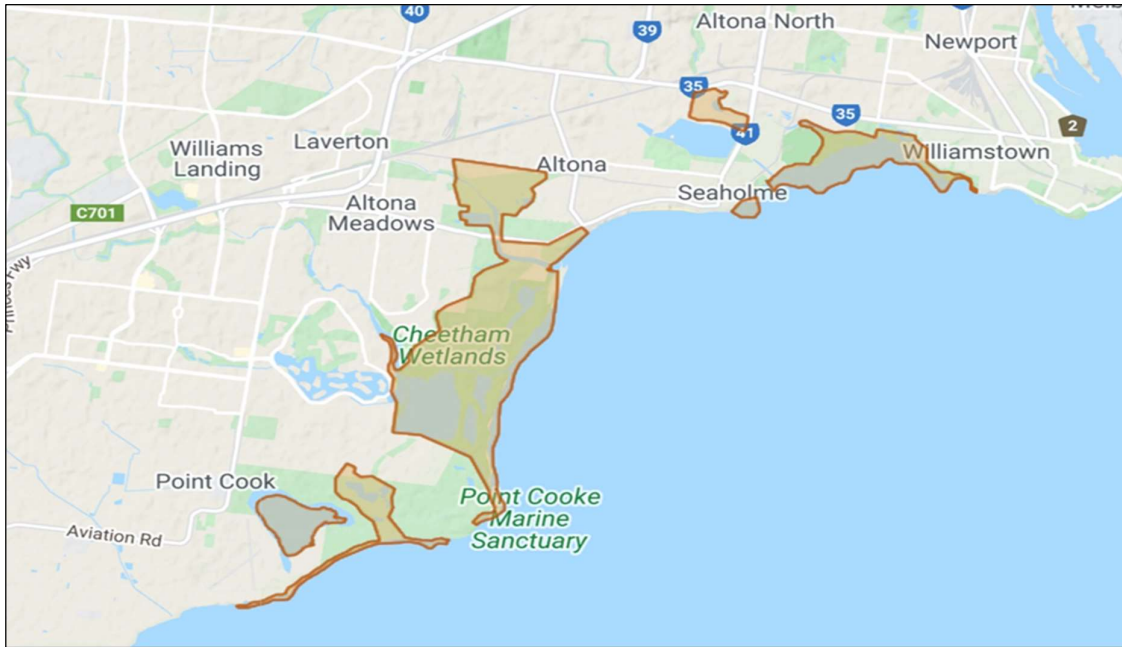 40
Altona North
39
Newport
35
35
2
41
Williams
Landing
Laverton
Altona
Williamstown
Seaholme
C701
Altona
Meadows
Princes Fwy
Cheetham
Wetlands
Point Cook
Point Cooke
Marine
Sanctuary
Aviation Rd